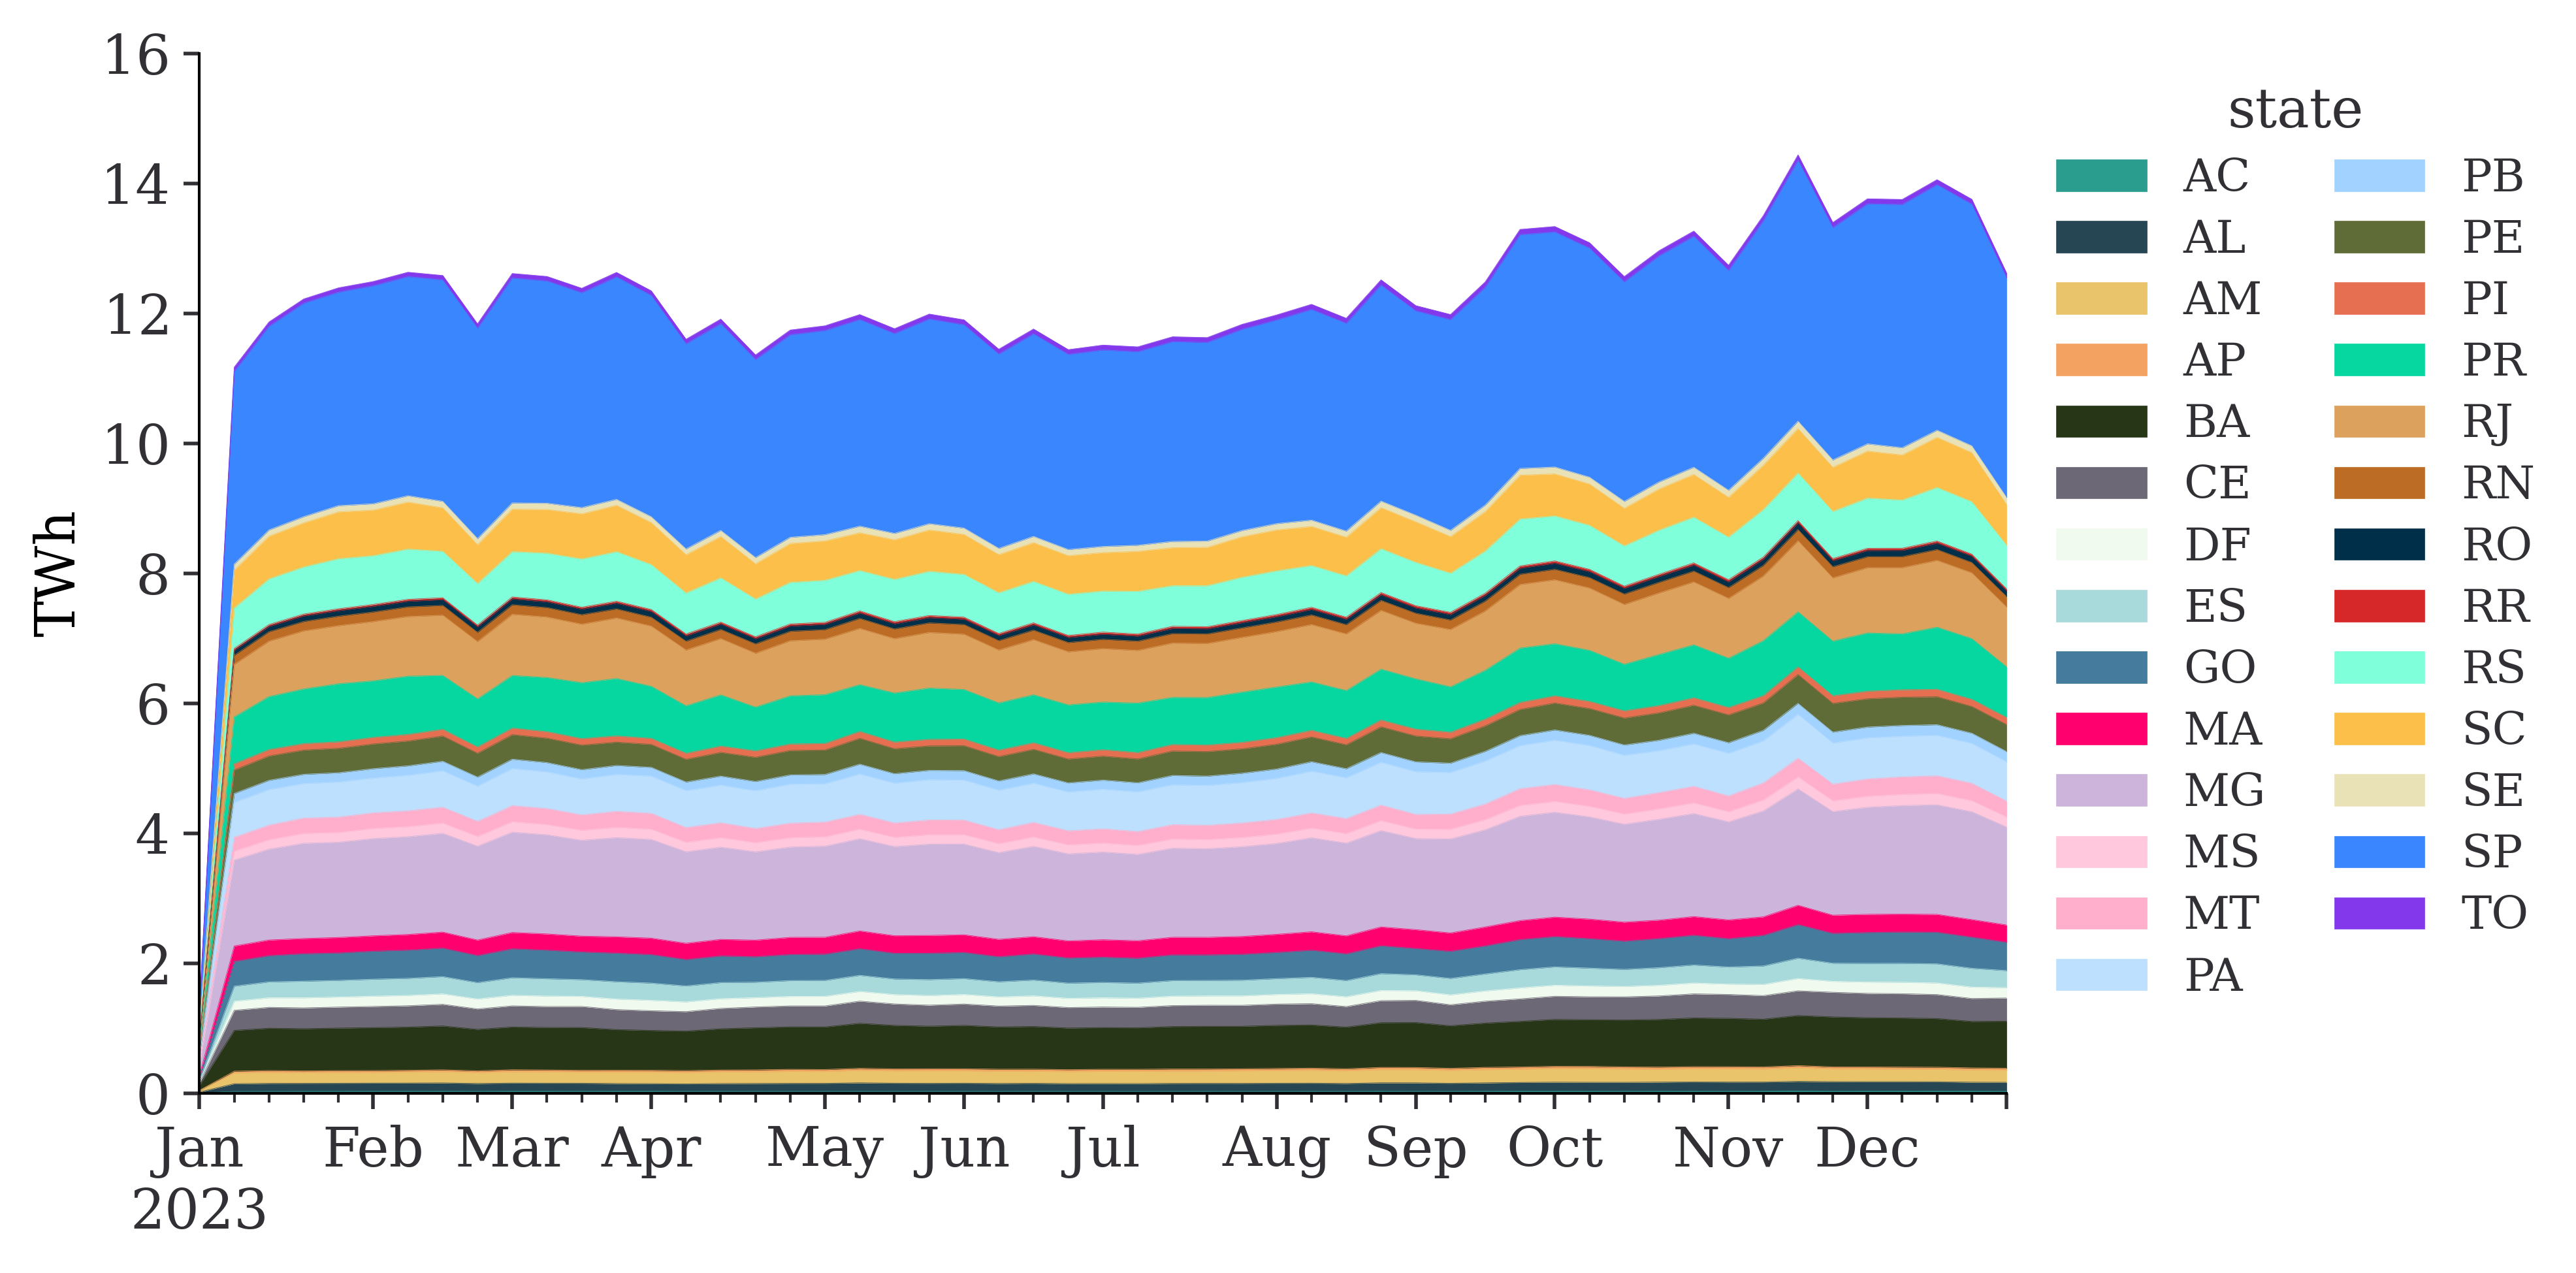 16
14
12
10
8
6
4
2
0
TWh
Jan Feb Mar Apr May Jun Jul Aug Sep Oct Nov Dec
2023
state
AC
AL
AM
AP
BA
CE
DF
ES
GO
MA
MG
MS
MT
PA
PB
PE
PI
PR
RJ
RN
RO
RR
RS
SC
SE
SP
TO